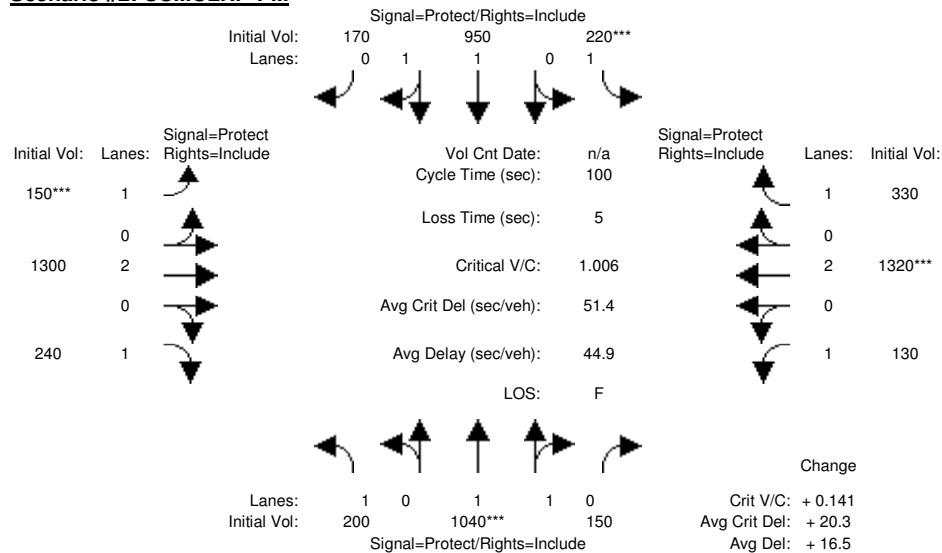 Signal=Protect/Rights=Include
Initial Vol: 170 950 220***
Lanes: 0 1 1 0 1
Signal=Protect
Initial Vol: Lanes: Rights=Include
Vol Cnt Date: n/a
Signal=Protect
Rights=Include Lanes: Initial Vol:
Cycle Time (sec): 100
150*** 1
1 330
Loss Time (sec): 5
0
0
1300 2
Critical V/C: 1.006
2 1320***
0
Avg Crit Del (sec/veh): 51.4
0
240 1
Avg Delay (sec/veh): 44.9
1 130
LOS: F
Lanes: 1 0 1 1 0
Initial Vol: 200 1040*** 150
Signal=Protect/Rights=Include
Change
Crit V/C: + 0.141
Avg Crit Del: + 20.3
Avg Del: + 16.5